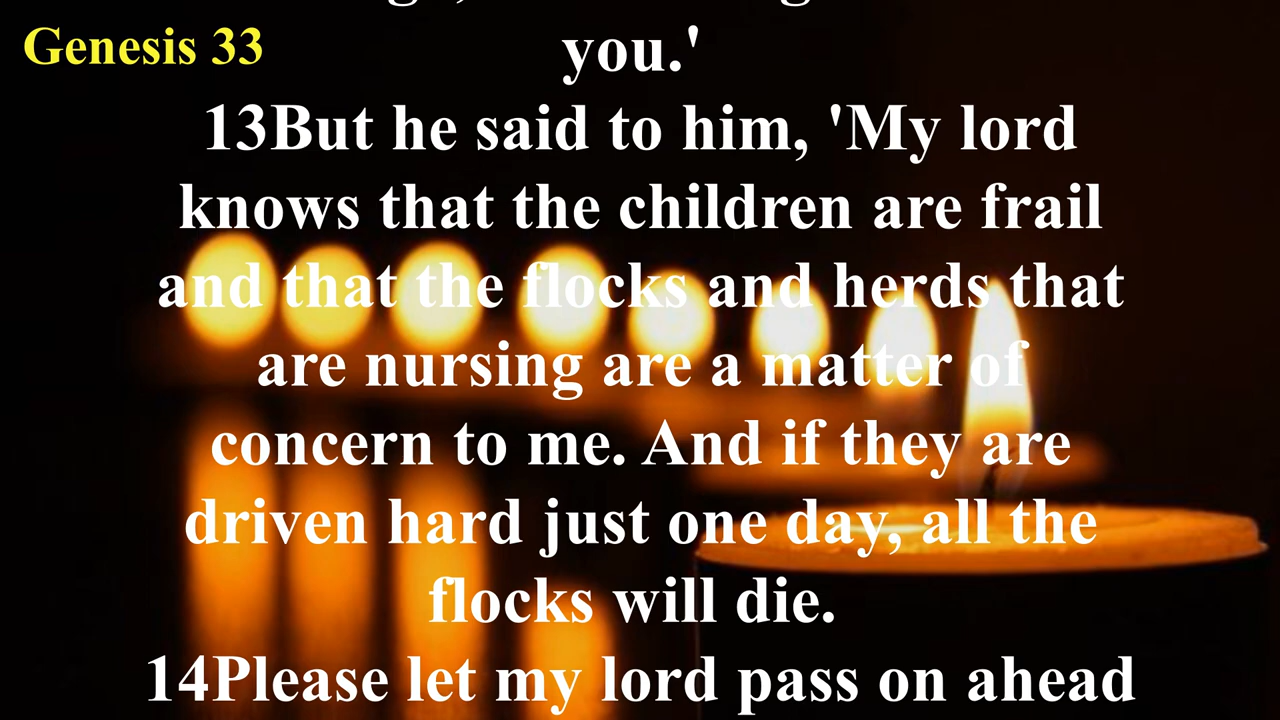 Genesis 33
you.'
13But he said to him, 'My lord
knows that the children are frail
and that the flocks and herds that
are nursing are a matter of
concern to me. And if they are
driven hard just one day, all the
flocks will die.
14Please let my lord pass on ahead